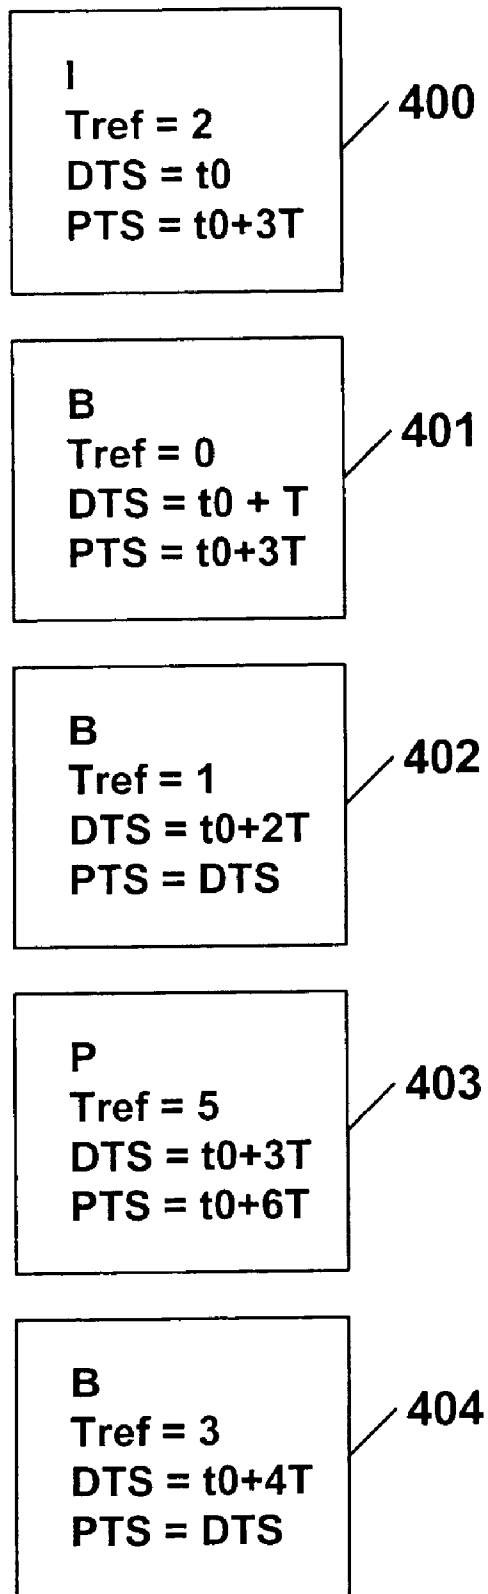 I
Tref = 2
DTS = t0
PTS = t0+3T
400
B
Tref = 0
DTS = t0 + T
PTS = t0+3T
401
B
Tref = 1
DTS = t0+2T
PTS = DTS
402
P
Tref = 5
DTS = t0+3T
PTS = t0+6T
403
B
Tref = 3
DTS = t0+4T
PTS = DTS
404